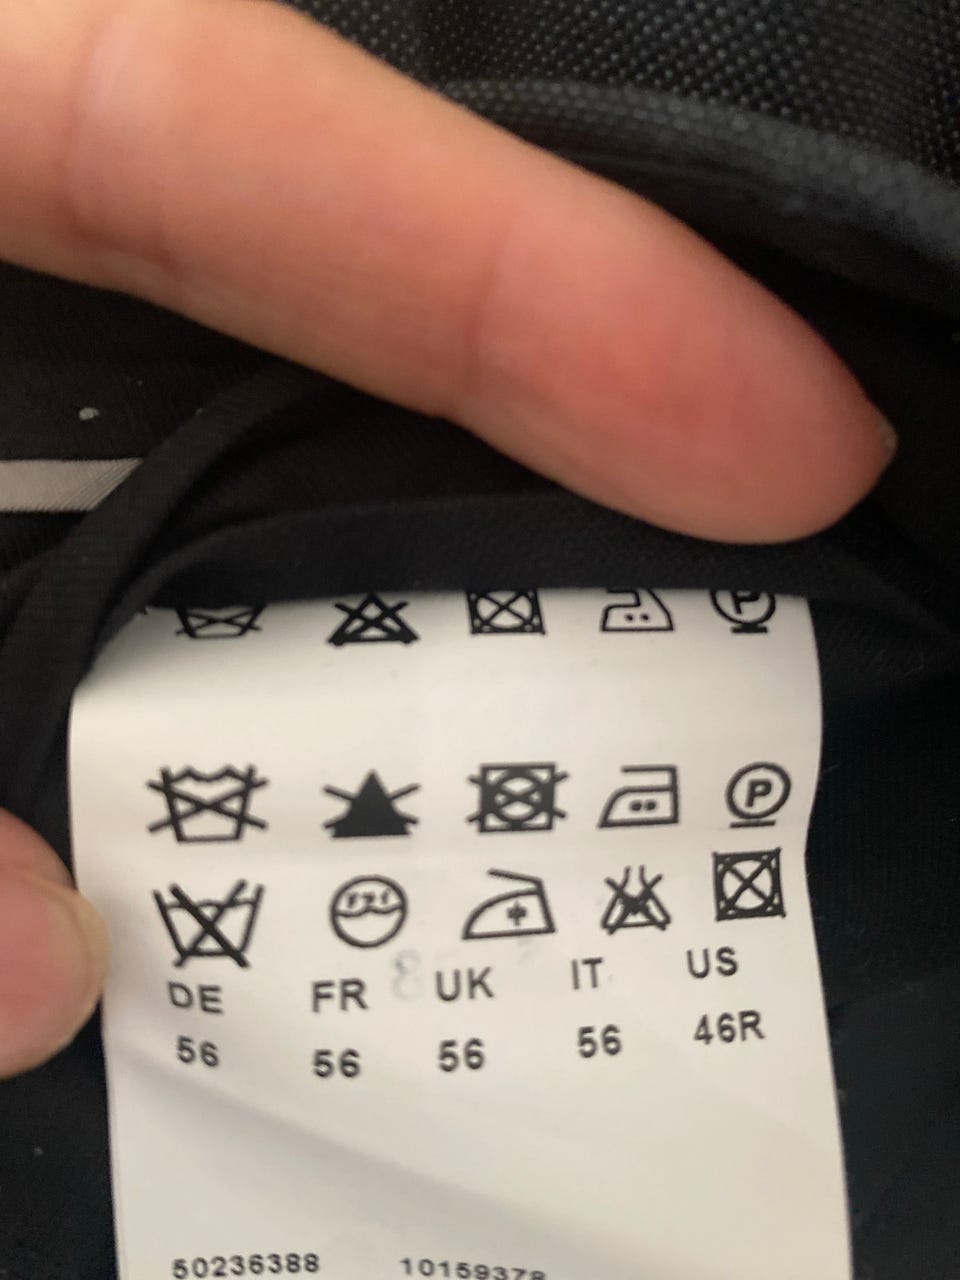 P
P
DE FR UK IT US
56 56 56 56 46R
50236388 10159378